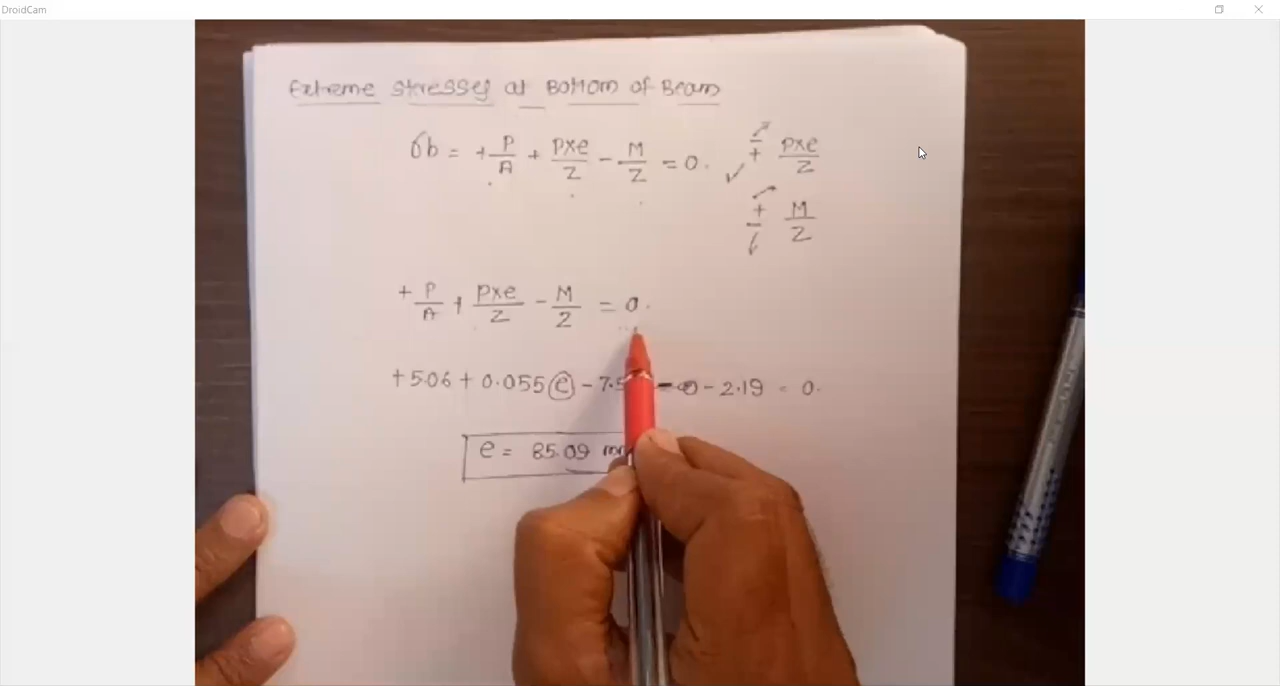 DroidCam
Extreme stresses at Bottom of Beam
σb = + P/A + P×e/Z - M/Z = 0.
± P×e/Z
± M/Z
+ P/A + P×e/Z - M/Z = 0.
+5.06 + 0.055 e - 7.5 - 2.19 = 0.
e = 85.09